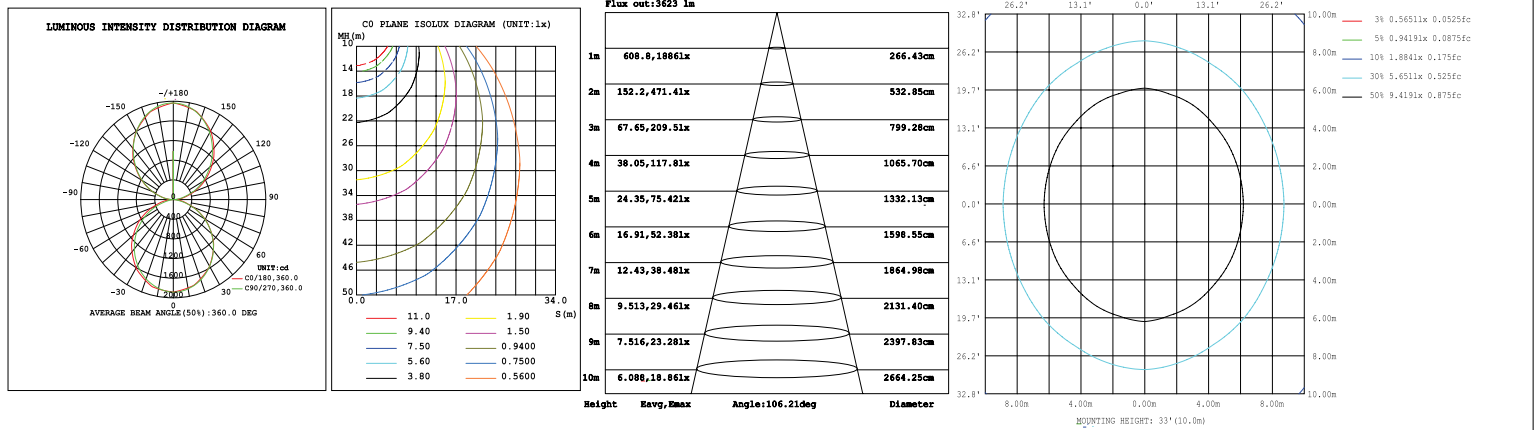 LUMINOUS INTENSITY DISTRIBUTION DIAGRAM
-/+180
-150
150
-120
120
-90
90
0
400
800
1200
1600
2000
-60
60
-30
30
0
UNIT:cd
C0/180,360.0
C90/270,360.0
AVERAGE BEAM ANGLE(50%):360.0 DEG
C0 PLANE ISOLUX DIAGRAM (UNIT:lx)
MH(m)
10
14
18
22
26
30
34
38
42
46
50
0.0
17.0
34.0
S(m)
11.0
1.90
9.40
1.50
7.50
0.9400
5.60
0.7500
3.80
0.5600
Flux out:3623 lm
1m 608.8,1886lx 266.43cm
2m 152.2,471.4lx 532.85cm
3m 67.65,209.5lx 799.28cm
4m 38.05,117.8lx 1065.70cm
5m 24.35,75.42lx 1332.13cm
6m 16.91,52.38lx 1598.55cm
7m 12.43,38.48lx 1864.98cm
8m 9.513,29.46lx 2131.40cm
9m 7.516,23.28lx 2397.83cm
10m 6.088,18.86lx 2664.25cm
Height Eavg,Emax Angle:106.21deg Diameter
26.2' 13.1' 0.0' 13.1' 26.2'
32.8' 10.00m
26.2' 8.00m
19.7' 6.00m
13.1' 4.00m
6.6' 2.00m
0.0' 0.00m
6.6' 2.00m
13.1' 4.00m
19.7' 6.00m
26.2' 8.00m
32.8' 10.00m
8.00m 4.00m 0.00m 4.00m 8.00m
MOUNTING HEIGHT: 33'(10.0m)
3% 0.565llx 0.0525fc
5% 0.9419lx 0.0875fc
10% 1.884lx 0.175fc
30% 5.651lx 0.525fc
50% 9.419lx 0.875fc